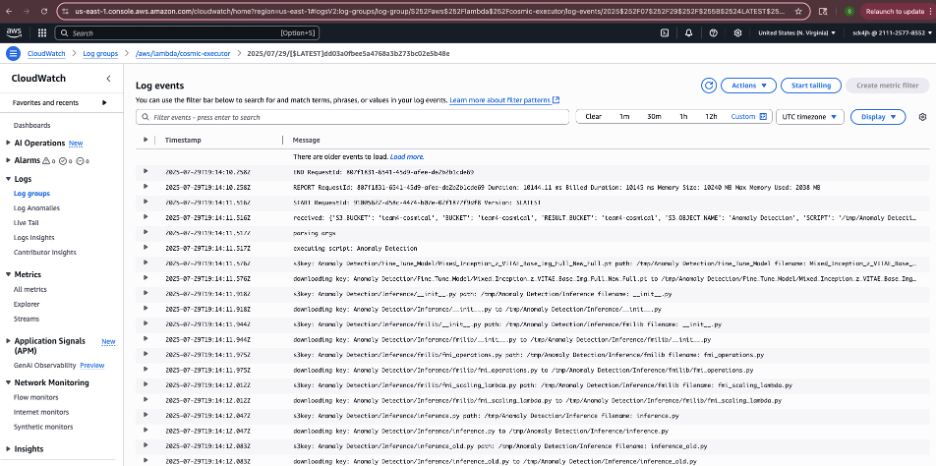 us-east-1.console.aws.amazon.com/cloudwatch/home?region=us-east-1#logsV2:log-groups/log-group/$252Faws$252Flambda$252Fcosmic-executor/log-events/2025$252F07$252F29$252F$255B$2524LATEST$25...
Relaunch to update
aws
Search
[Option+S]
United States (N. Virginia)
CloudWatch
Log groups
/aws/lambda/cosmic-executor
2025/07/29/[$LATEST]dd03a0fbee5a4768a3b273bc02e5b48e
CloudWatch
Favorites and recents
Dashboards
AI Operations New
Alarms 0 0 0
Logs
Log groups
Log Anomalies
Live Tail
Logs Insights
Contributor Insights
Metrics
All metrics
Explorer
Streams
Application Signals (APM) New
GenAI Observability Preview
Network Monitoring
Flow monitors
Internet monitors
Synthetic monitors
Insights
Log events
Actions
Start tailing
Create metric filter
You can use the filter bar below to search for and match terms, phrases, or values in your log events. Learn more about filter patterns
Filter events - press enter to search
Clear 1m 30m 1h 12h Custom
UTC timezone
Display
Timestamp Message
There are older events to load. Load more.
2025-07-29T19:14:10.258Z END RequestId:
2025-07-29T19:14:10.258Z REPORT RequestId: Duration: 10144.11 ms Billed Duration: 10145 ms Memory Size: 10240 MB Max Memory Used: 2038 MB
2025-07-29T19:14:11.516Z START RequestId: Version: $LATEST
2025-07-29T19:14:11.516Z received: {"S3_BUCKET": "team4-cosmical", "BUCKET": "team4-cosmical", "RESULT_BUCKET": "team4-cosmical", "S3_OBJECT_NAME": "Anomaly Detection", "SCRIPT": "/tmp/Anomaly Detecti...
2025-07-29T19:14:11.517Z parsing args
2025-07-29T19:14:11.517Z executing script: Anomaly Detection
2025-07-29T19:14:11.576Z s3key: Anomaly Detection/Fine_Tune_Model/Mixed_Inception_z_VITAE_Base_Img_Full_New_Full.pt path: /tmp/Anomaly Detection/Fine_Tune_Model filename: Mixed_Inception_z_VITAE_Base_...
2025-07-29T19:14:11.576Z downloading key: Anomaly Detection/Fine_Tune_Model/Mixed_Inception_z_VITAE_Base_Img_Full_New_Full.pt to /tmp/Anomaly Detection/Fine_Tune_Model/Mixed_Inception_z_VITAE_Base_Img...
2025-07-29T19:14:11.918Z s3key: Anomaly Detection/Inference/__init__.py path: /tmp/Anomaly Detection/Inference filename: __init__.py
2025-07-29T19:14:11.918Z downloading key: Anomaly Detection/Inference/__init__.py to /tmp/Anomaly Detection/Inference/__init__.py
2025-07-29T19:14:11.944Z s3key: Anomaly Detection/Inference/fmilib/__init__.py path: /tmp/Anomaly Detection/Inference/fmilib filename: __init__.py
2025-07-29T19:14:11.944Z downloading key: Anomaly Detection/Inference/fmilib/__init__.py to /tmp/Anomaly Detection/Inference/fmilib/__init__.py
2025-07-29T19:14:11.975Z s3key: Anomaly Detection/Inference/fmilib/fmi_operations.py path: /tmp/Anomaly Detection/Inference/fmilib filename: fmi_operations.py
2025-07-29T19:14:11.975Z downloading key: Anomaly Detection/Inference/fmilib/fmi_operations.py to /tmp/Anomaly Detection/Inference/fmilib/fmi_operations.py
2025-07-29T19:14:12.012Z s3key: Anomaly Detection/Inference/fmilib/fmi_scaling_lambda.py path: /tmp/Anomaly Detection/Inference/fmilib filename: fmi_scaling_lambda.py
2025-07-29T19:14:12.012Z downloading key: Anomaly Detection/Inference/fmilib/fmi_scaling_lambda.py to /tmp/Anomaly Detection/Inference/fmilib/fmi_scaling_lambda.py
2025-07-29T19:14:12.047Z s3key: Anomaly Detection/Inference/inference.py path: /tmp/Anomaly Detection/Inference filename: inference.py
2025-07-29T19:14:12.047Z downloading key: Anomaly Detection/Inference/inference.py to /tmp/Anomaly Detection/Inference/inference.py
2025-07-29T19:14:12.083Z s3key: Anomaly Detection/Inference/inference_old.py path: /tmp/Anomaly Detection/Inference filename: inference_old.py
2025-07-29T19:14:12.083Z downloading key: Anomaly Detection/Inference/inference_old.py to /tmp/Anomaly Detection/Inference/inference_old.py